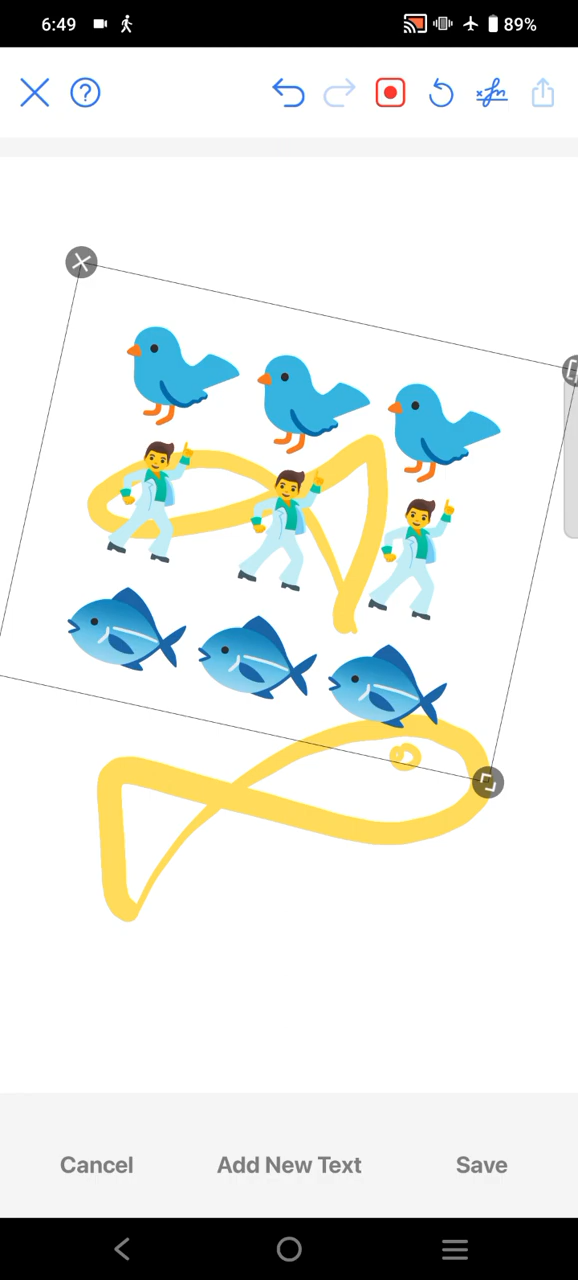 6:49
89%
🐦🐦🐦
🕺🕺🕺
🐟🐟🐟
Cancel
Add New Text
Save